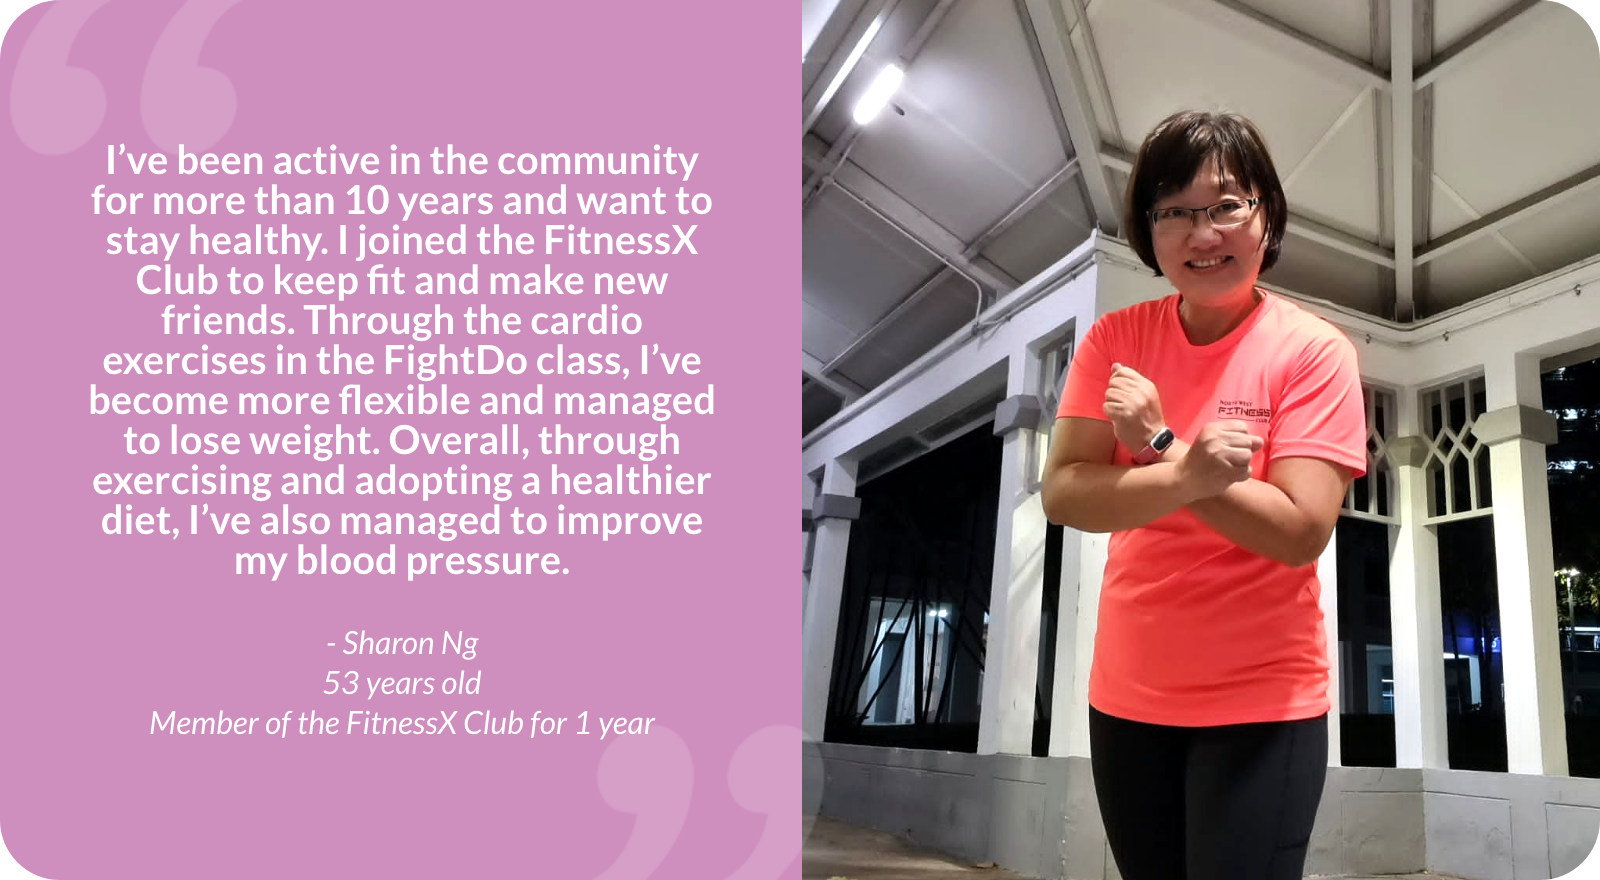 I’ve been active in the community
for more than 10 years and want to
stay healthy. I joined the FitnessX
Club to keep fit and make new
friends. Through the cardio
exercises in the FightDo class, I’ve
become more flexible and managed
to lose weight. Overall, through
exercising and adopting a healthier
diet, I’ve also managed to improve
my blood pressure.
- Sharon Ng
53 years old
Member of the FitnessX Club for 1 year
NORTH WEST
FITNESS
CLUB